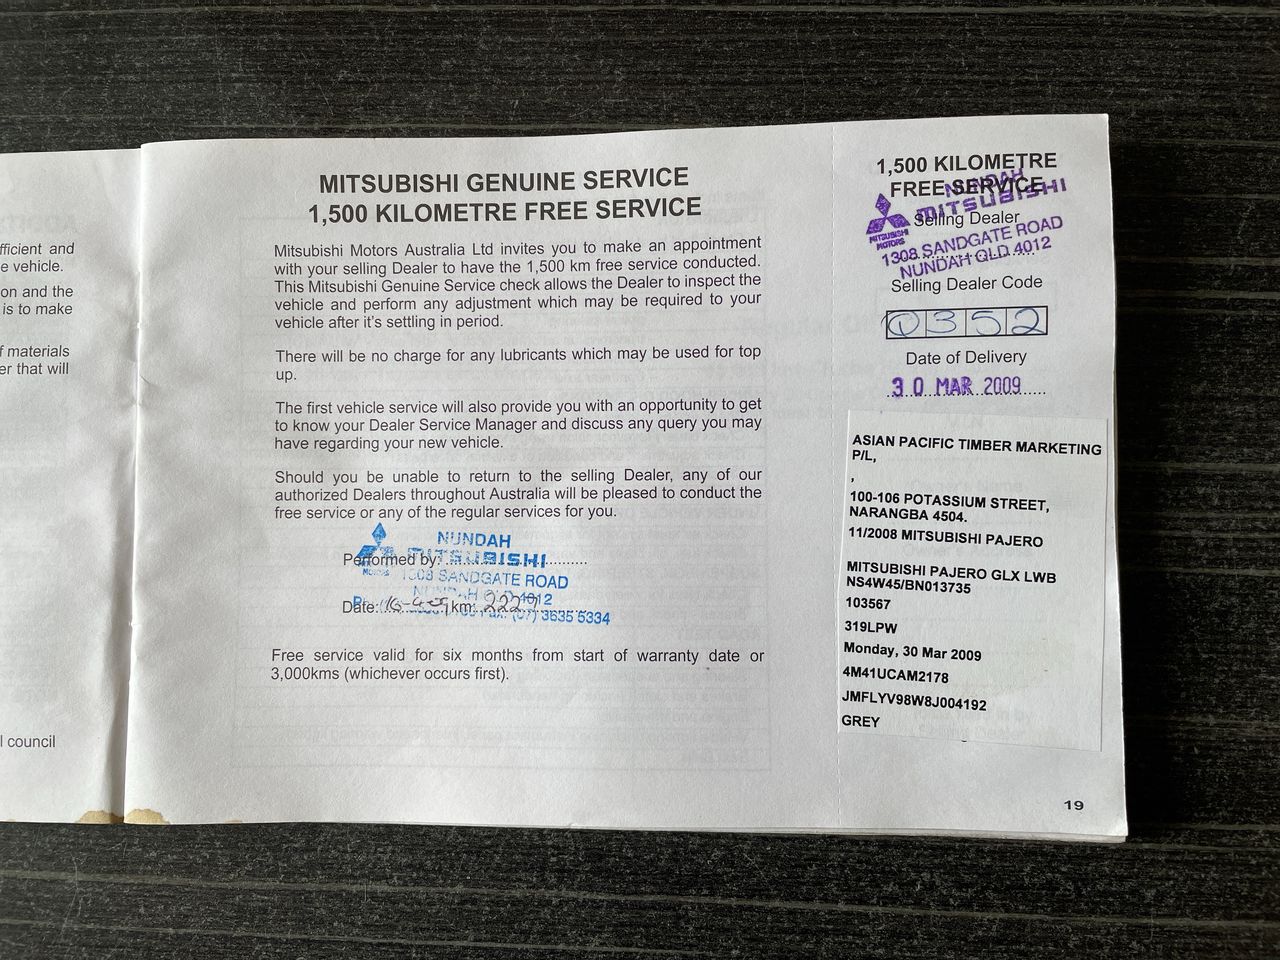 fficient and
e vehicle.
on and the
is to make
f materials
er that will
l council
MITSUBISHI GENUINE SERVICE
1,500 KILOMETRE FREE SERVICE
Mitsubishi Motors Australia Ltd invites you to make an appointment
with your selling Dealer to have the 1,500 km free service conducted.
This Mitsubishi Genuine Service check allows the Dealer to inspect the
vehicle and perform any adjustment which may be required to your
vehicle after it's settling in period.
There will be no charge for any lubricants which may be used for top
up.
The first vehicle service will also provide you with an opportunity to get
to know your Dealer Service Manager and discuss any query you may
have regarding your new vehicle.
Should you be unable to return to the selling Dealer, any of our
authorized Dealers throughout Australia will be pleased to conduct the
free service or any of the regular services for you.
NUNDAH
Performed by: MITSUBISHI
1308 SANDGATE ROAD
NUNDAH QLD 4012
Date: 16-4-09 km:
Fax: (07) 3635 5334
Free service valid for six months from start of warranty date or
3,000kms (whichever occurs first).
1,500 KILOMETRE
FREE SERVICE
NUNDAH
MITSUBISHI
Selling Dealer
MITSUBISHI
MOTORS
1308 SANDGATE ROAD
NUNDAH QLD 4012
Selling Dealer Code
0352
Date of Delivery
30 MAR 2009
ASIAN PACIFIC TIMBER MARKETING
P/L,
,
100-106 POTASSIUM STREET,
NARANGBA 4504.
11/2008 MITSUBISHI PAJERO
MITSUBISHI PAJERO GLX LWB
NS4W45/BN013735
103567
319LPW
Monday, 30 Mar 2009
4M41UCAM2178
JMFLYV98W8J004192
GREY
19